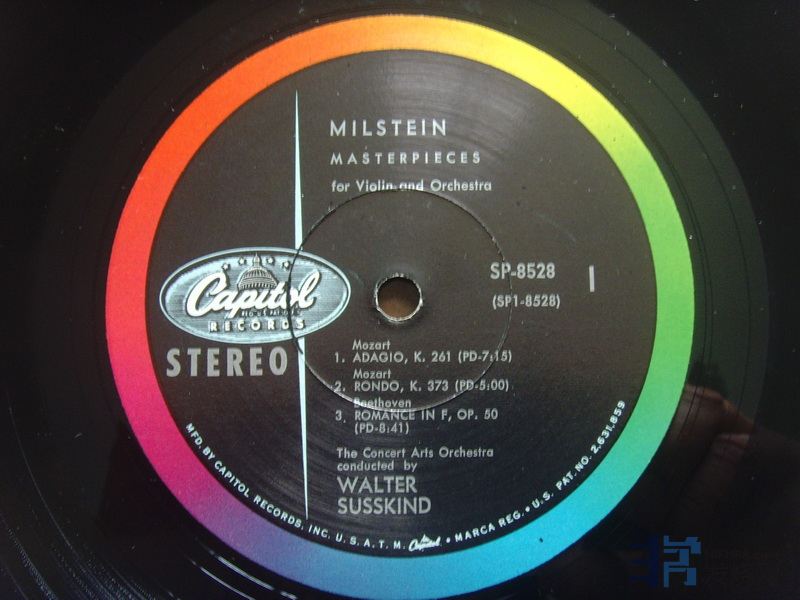 MILSTEIN
MASTERPIECES
for Violin and Orchestra
SP-8528 1
(SP1-8528)
Capitol
RECORDS
STEREO
Mozart
1. ADAGIO, K. 261 (PD-7:15)
Mozart
2. RONDO, K. 373 (PD-5:00)
Beethoven
3. ROMANCE IN F, OP. 50
(PD-8:41)
The Concert Arts Orchestra
conducted by
WALTER
SUSSKIND
MFD. BY CAPITOL RECORDS, INC. U.S.A. T.M. Capitol • MARCA REG. • U.S. PAT. NO. 2,631,859